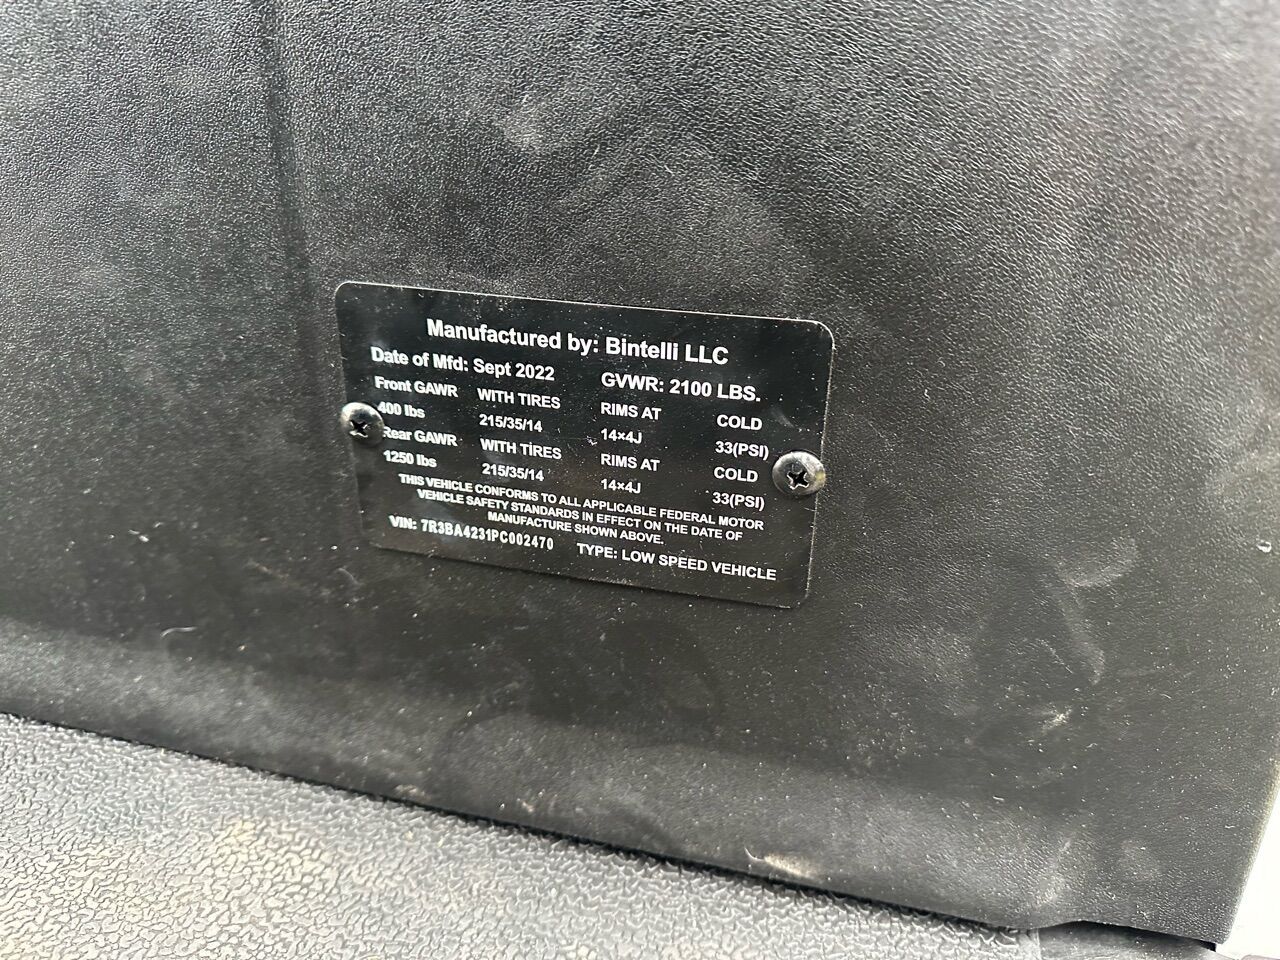 Manufactured by: Bintelli LLC
Date of Mfd: Sept 2022 GVWR: 2100 LBS.
Front GAWR WITH TIRES RIMS AT COLD
400 lbs 215/35/14 14×4J 33(PSI)
Rear GAWR WITH TIRES RIMS AT COLD
1250 lbs 215/35/14 14×4J 33(PSI)
THIS VEHICLE CONFORMS TO ALL APPLICABLE FEDERAL MOTOR
VEHICLE SAFETY STANDARDS IN EFFECT ON THE DATE OF
MANUFACTURE SHOWN ABOVE.
VIN: 7R3BA4231PC002470 TYPE: LOW SPEED VEHICLE